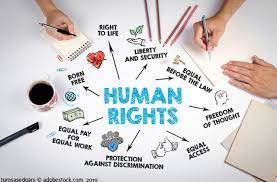 RIGHT TO LIFE
LIBERTY AND SECURITY
BORN
FREE
EQUAL
BEFORE THE LAW
HUMAN
RIGHTS
FREEDOM OF
THOUGHT
EQUAL PAY
FOR
EQUAL WORK
EQUAL
ACCESS
PROTECTION
AGAINST DISCRIMINATION
© adobestock.com